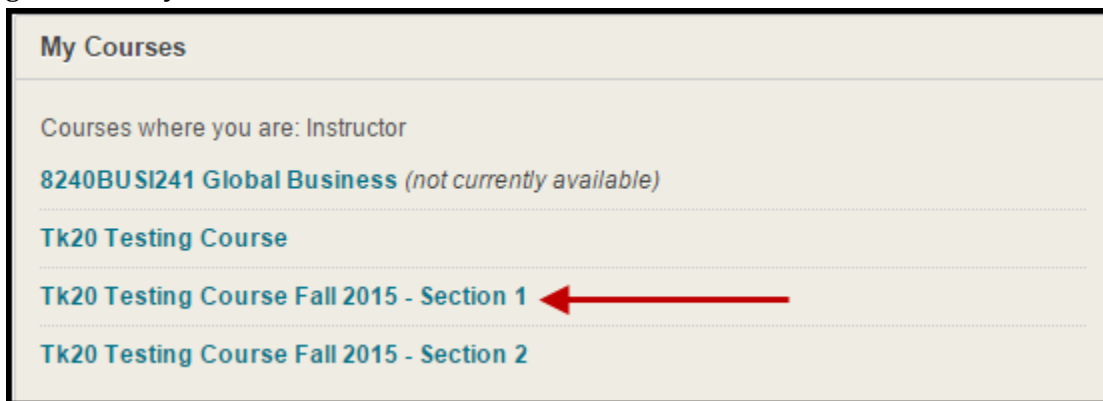 My Courses
Courses where you are: Instructor
8240BUSI241 Global Business (not currently available)
Tk20 Testing Course
Tk20 Testing Course Fall 2015 - Section 1
Tk20 Testing Course Fall 2015 - Section 2